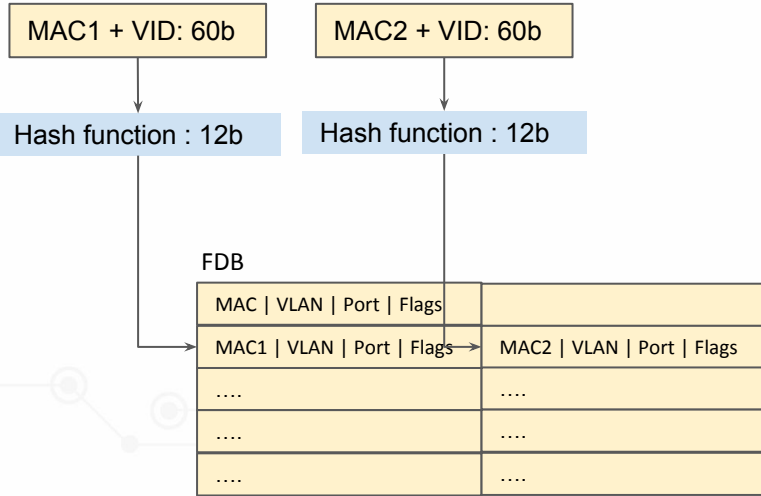 MAC1 + VID: 60b
MAC2 + VID: 60b
Hash function : 12b
Hash function : 12b
FDB
MAC | VLAN | Port | Flags
MAC1 | VLAN | Port | Flags
MAC2 | VLAN | Port | Flags
....
....
....
....
....
....